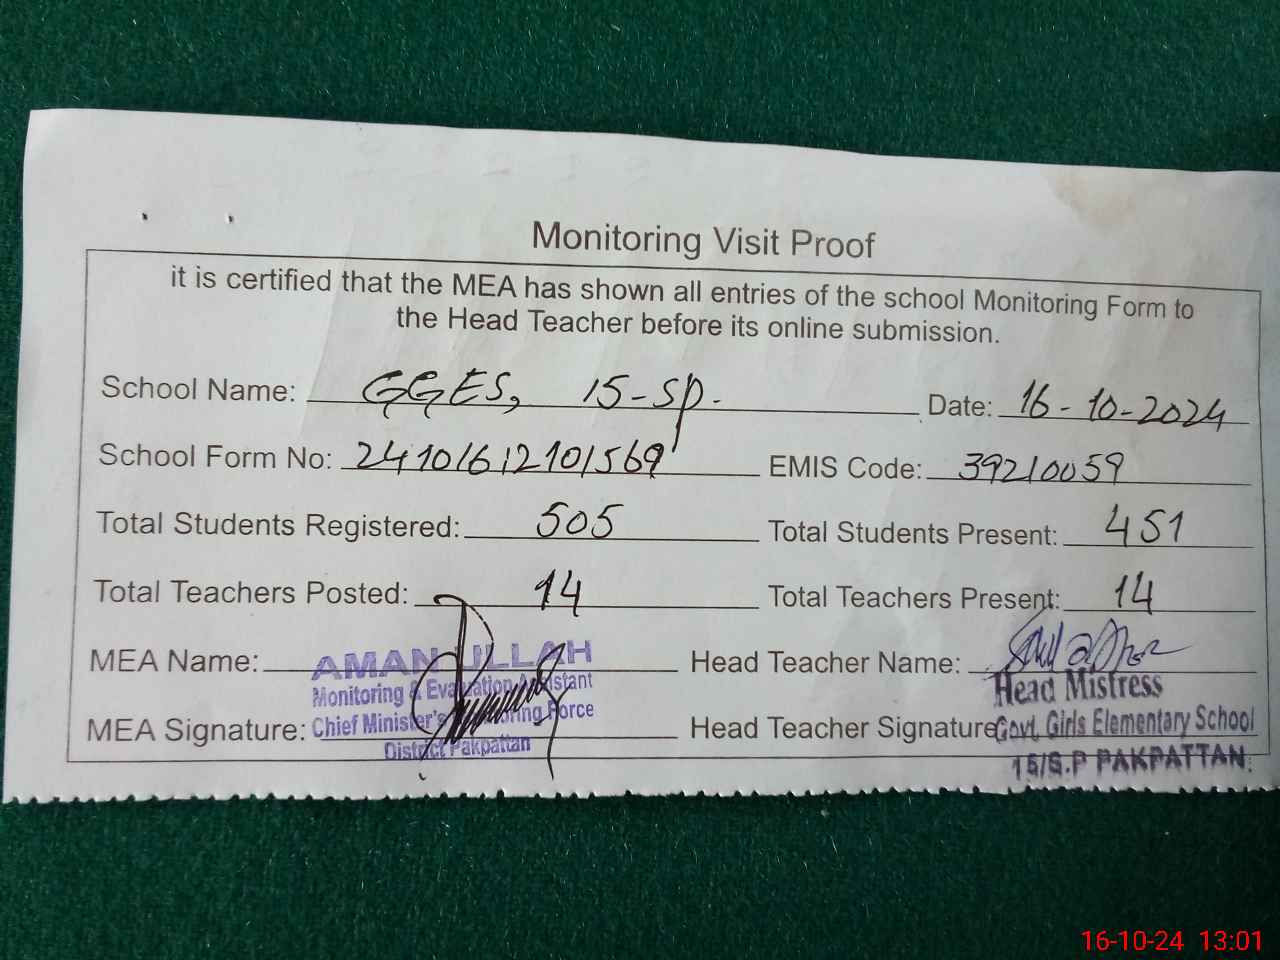 Monitoring Visit Proof
it is certified that the MEA has shown all entries of the school Monitoring Form to
the Head Teacher before its online submission.
School Name: GGES, 15-SP. Date: 16-10-2024
School Form No: 24101612101569 EMIS Code: 39210059
Total Students Registered: 505 Total Students Present: 451
Total Teachers Posted: 14 Total Teachers Present: 14
MEA Name: AMAN ULLAH Head Teacher Name:
Monitoring & Evaluation Assistant Head Mistress
MEA Signature: Chief Minister's Monitoring Force Head Teacher Signature Govt. Girls Elementary School
District Pakpattan 15/S.P PAKPATTAN.
16-10-24 13:01